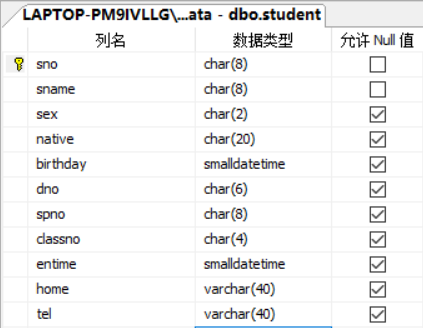 LAPTOP-PM9IVLLG\...ata - dbo.student
列名 数据类型 允许 Null 值
sno char(8)
sname char(8)
sex char(2)
native char(20)
birthday smalldatetime
dno char(6)
spno char(8)
classno char(4)
entime smalldatetime
home varchar(40)
tel varchar(40)